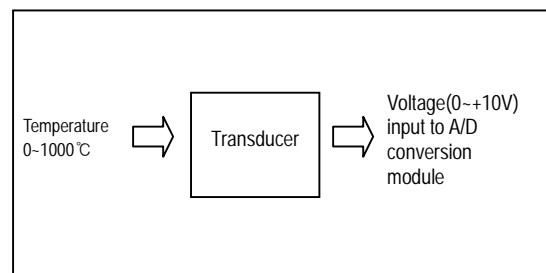 Temperature
0~1000℃
Transducer
Voltage(0~+10V)
input to A/D
conversion
module